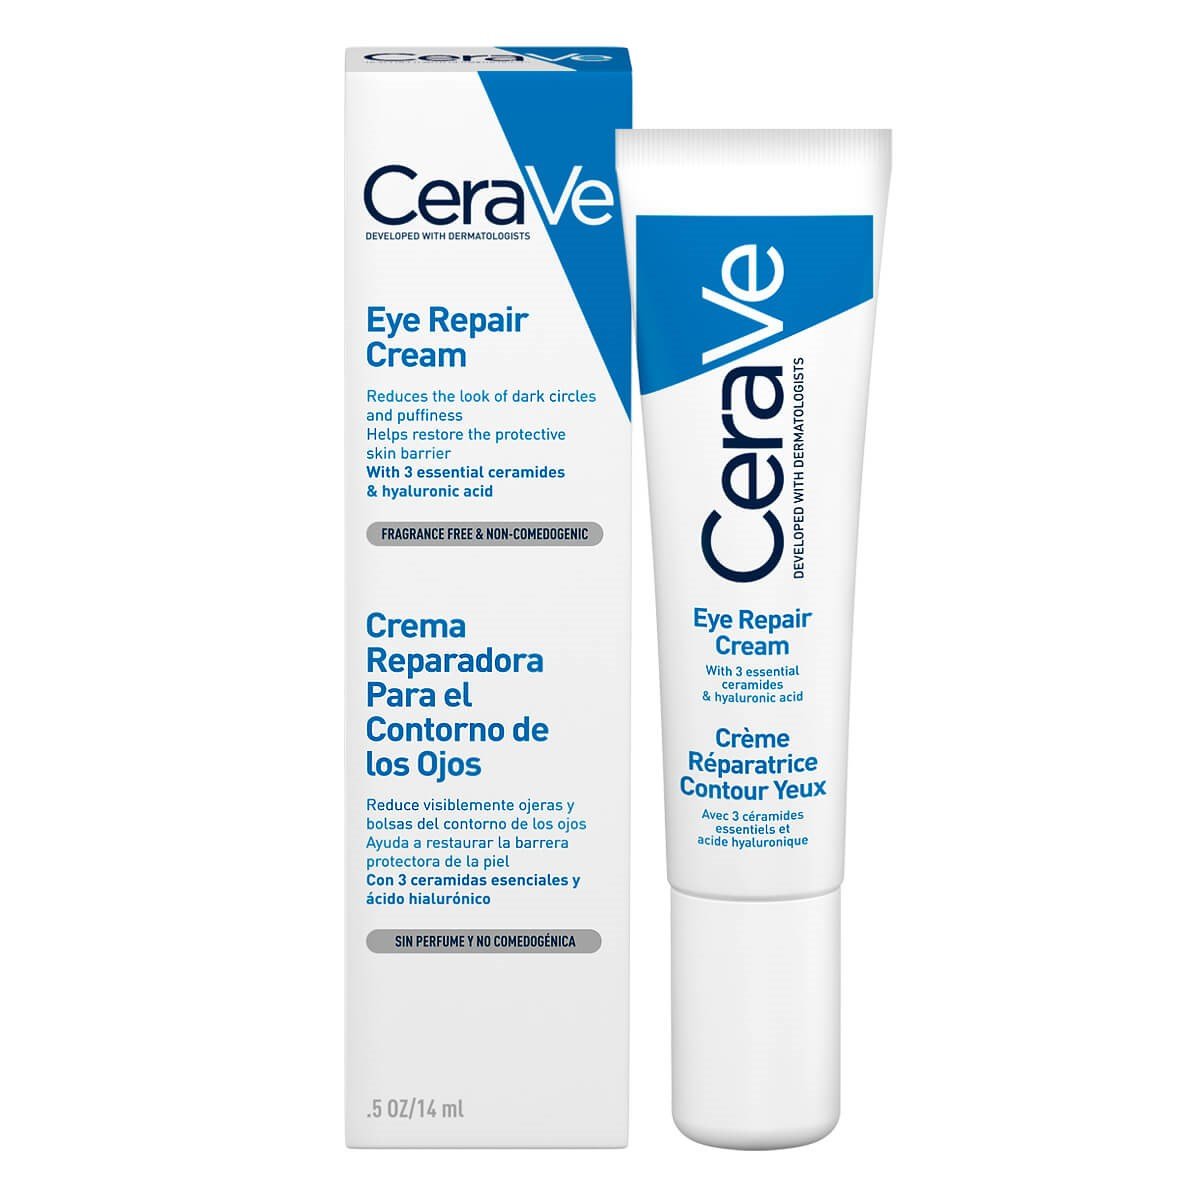 CeraVe
CeraVe
DEVELOPED WITH DERMATOLOGISTS
Eye Repair
Cream
Reduces the look of dark circles
and puffiness
Helps restore the protective
skin barrier
With 3 essential ceramides
& hyaluronic acid
FRAGRANCE FREE & NON-COMEDOGENIC
Crema
Reparadora
Para el
Contorno de
los Ojos
Reduce visiblemente ojeras y
bolsas del contorno de los ojos
Ayuda a restaurar la barrera
protectora de la piel
Con 3 ceramidas esenciales y
ácido hialurónico
SIN PERFUME Y NO COMEDOGÉNICA
.5 OZ/14 ml
CeraVe
DEVELOPED WITH DERMATOLOGISTS
Eye Repair
Cream
With 3 essential
ceramides
& hyaluronic acid
Crème
Réparatrice
Contour Yeux
Avec 3 céramides
essentiels et
acide hyaluronique